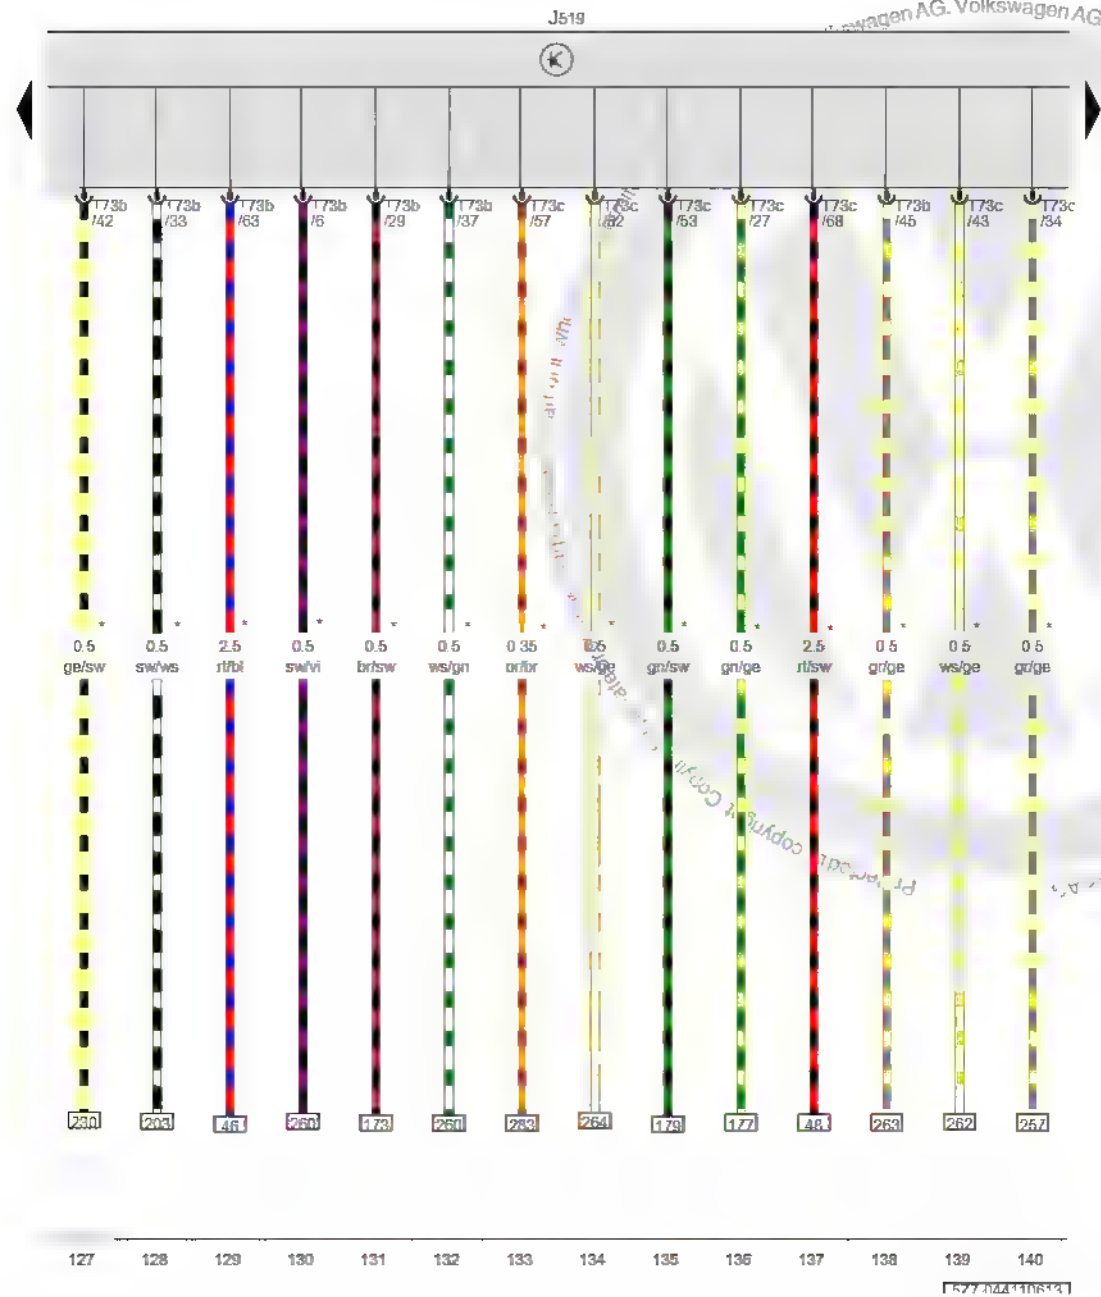 J519
Volkswagen AG. Volkswagen AG
K
T73b T73b T73b T73b T73b T73b T73c T73c T73c T73c T73c T73b T73c T73c
/42 /33 /63 /6 /29 /37 /57 /53 /27 /68 /45 /43 /34
* * * * * * * * * * * * * *
0.5 0.5 2.5 0.5 0.5 0.5 0.35 0.5 0.5 0.5 2.5 0.5 0.5 0.5
ge/sw sw/ws rt/bl sw/vi br/sw ws/gn or/br ws/ge gn/sw gn/ge rt/sw gr/ge ws/ge gr/ge
copyright. Copyri
230 203 46 260 173 260 283 264 179 177 48 263 262 257
127 128 129 130 131 132 133 134 135 136 137 138 139 140
577-044110613